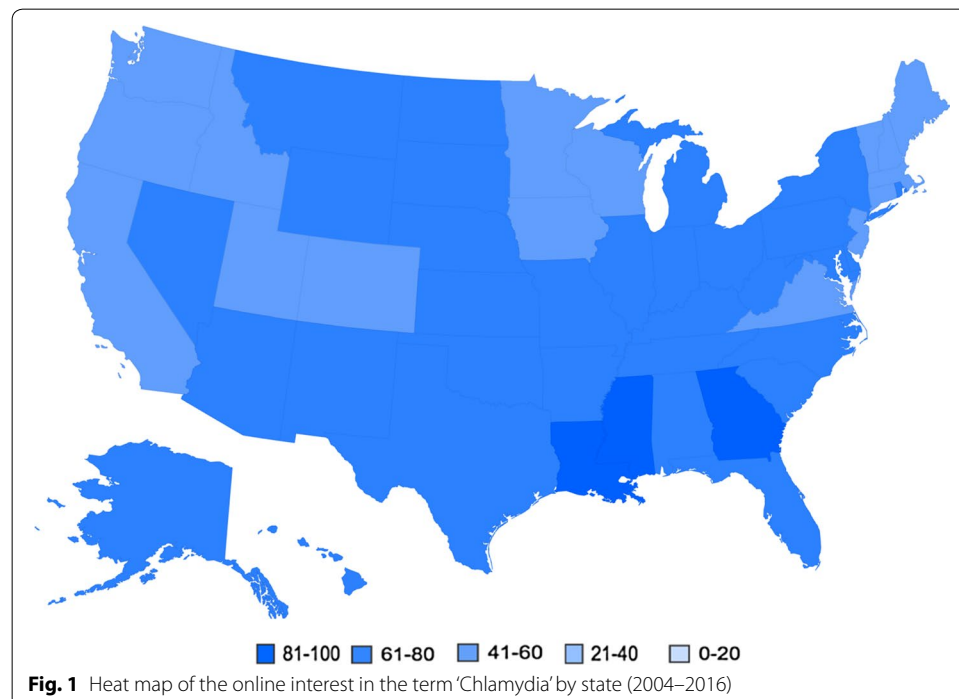 81-100 61-80 41-60 21-40 0-20
Fig. 1 Heat map of the online interest in the term ‘Chlamydia’ by state (2004–2016)